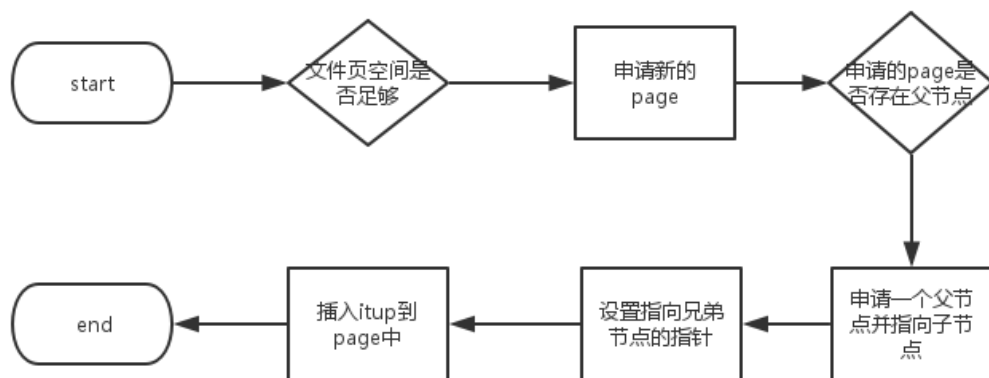 start
文件页空间是
否足够
申请新的
page
申请的page是
否存在父节点
申请一个父节
点并指向子节
点
设置指向兄弟
节点的指针
插入itup到
page中
end